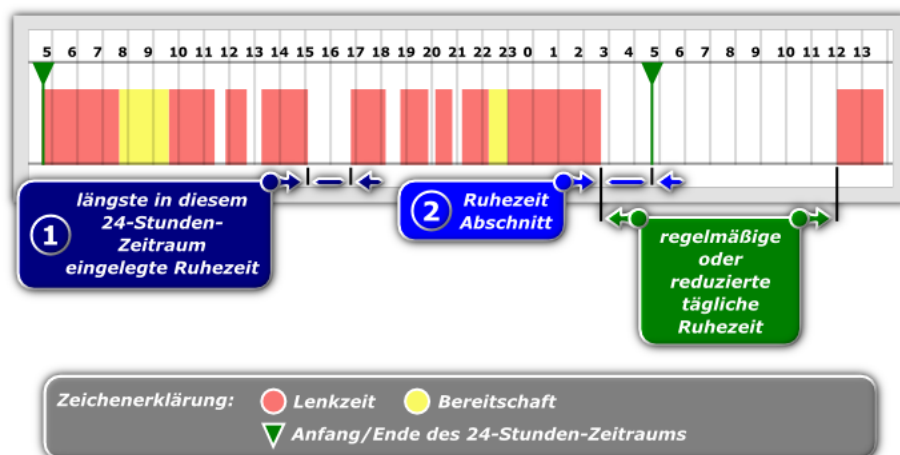 5 6 7 8 9 10 11 12 13 14 15 16 17 18 19 20 21 22 23 0 1 2 3 4 5 6 7 8 9 10 11 12 13
1
längste in diesem
24-Stunden-
Zeitraum
eingelegte Ruhezeit
2
Ruhezeit
Abschnitt
regelmäßige
oder
reduzierte
tägliche
Ruhezeit
Zeichenerklärung: Lenkzeit Bereitschaft
Anfang/Ende des 24-Stunden-Zeitraums